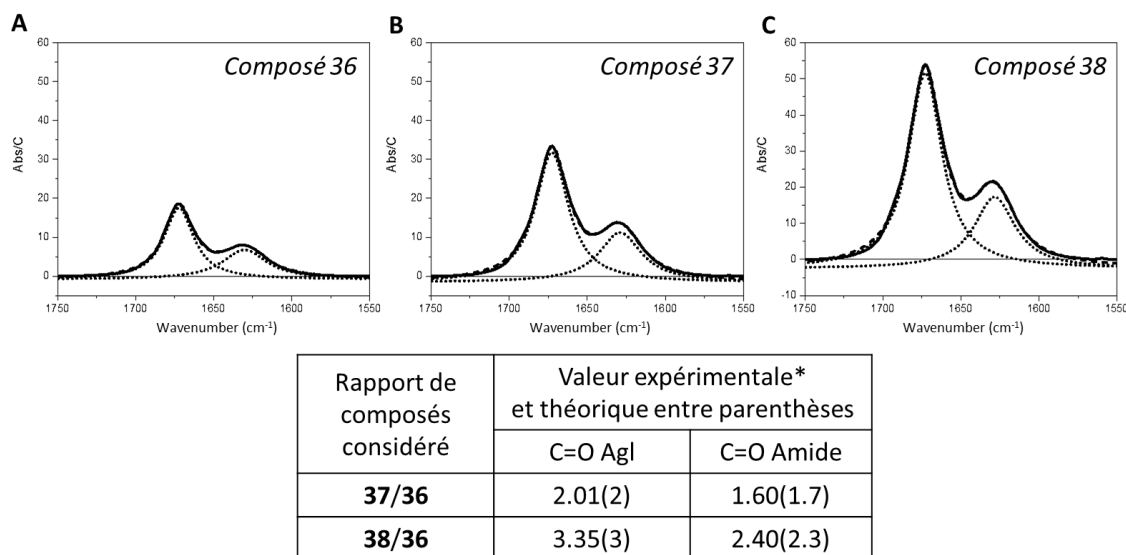 A
B
C
Composé 36
Composé 37
Composé 38
60
50
40
30
20
10
0
Abs/C
1750
1700
1650
1600
1550
Wavenumber (cm⁻¹)
60
50
40
30
20
10
0
Abs/C
1750
1700
1650
1600
1550
Wavenumber (cm⁻¹)
60
50
40
30
20
10
0
-10
Abs/C
1750
1700
1650
1600
1550
Wavenumber (cm⁻¹)
Rapport de
composés
considéré
Valeur expérimentale*
et théorique entre parenthèses
C=O Agl
C=O Amide
37/36
2.01(2)
1.60(1.7)
38/36
3.35(3)
2.40(2.3)